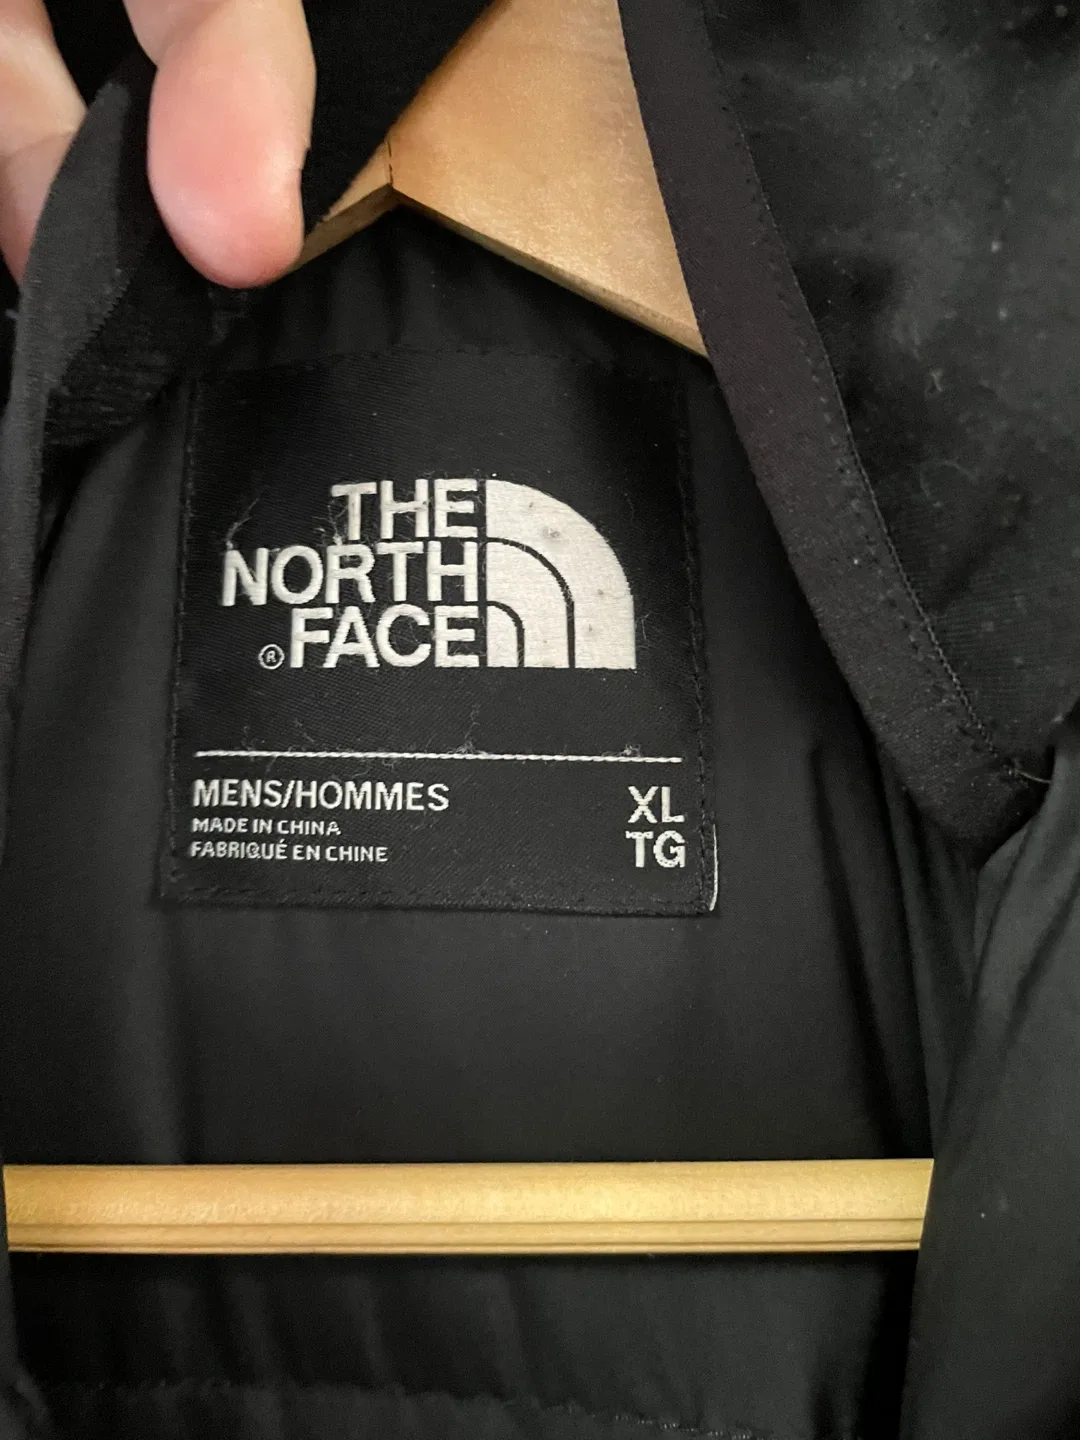 THE
NORTH
®FACE
MENS/HOMMES
MADE IN CHINA
FABRIQUÉ EN CHINE
XL
TG